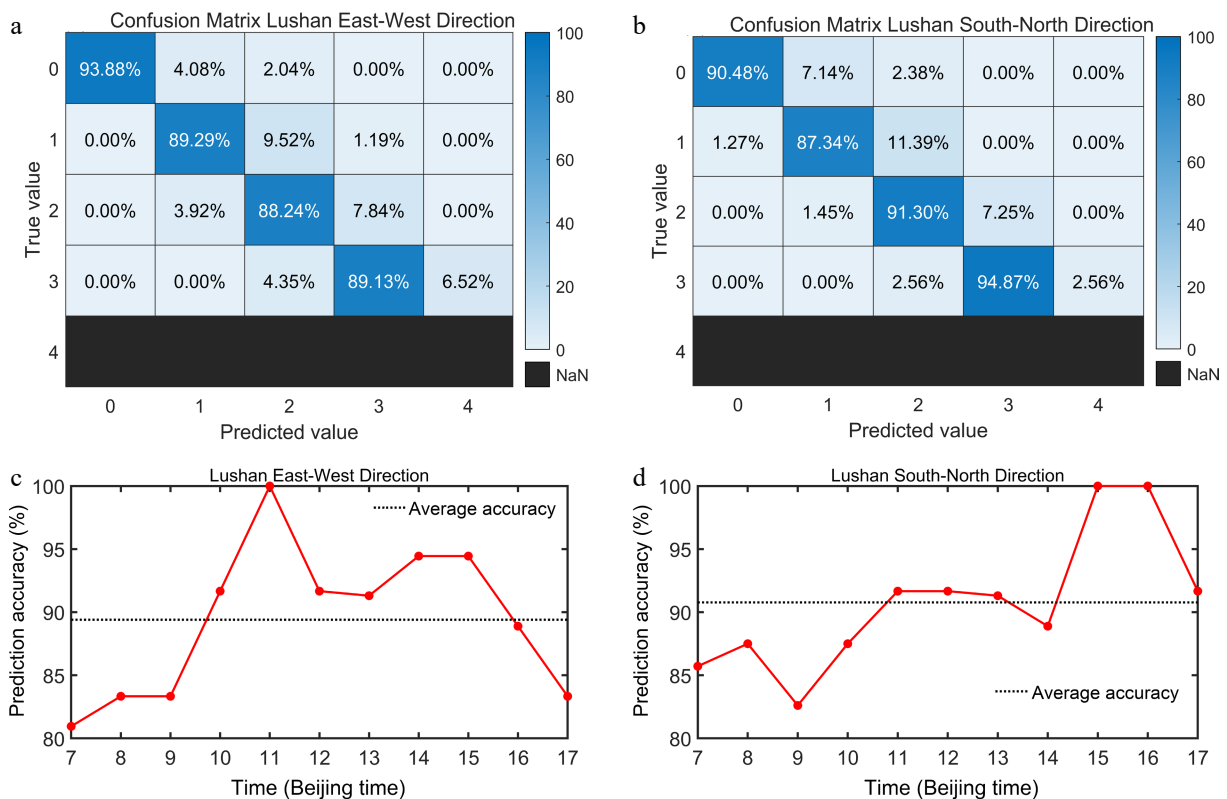 a
Confusion Matrix Lushan East-West Direction
True value
0 93.88% 4.08% 2.04% 0.00% 0.00%
1 0.00% 89.29% 9.52% 1.19% 0.00%
2 0.00% 3.92% 88.24% 7.84% 0.00%
3 0.00% 0.00% 4.35% 89.13% 6.52%
4
0 1 2 3 4
Predicted value
100
80
60
40
20
0
NaN
b
Confusion Matrix Lushan South-North Direction
True value
0 90.48% 7.14% 2.38% 0.00% 0.00%
1 1.27% 87.34% 11.39% 0.00% 0.00%
2 0.00% 1.45% 91.30% 7.25% 0.00%
3 0.00% 0.00% 2.56% 94.87% 2.56%
4
0 1 2 3 4
Predicted value
100
80
60
40
20
0
NaN
c
Lushan East-West Direction
Prediction accuracy (%)
100
95
90
85
80
Average accuracy
7 8 9 10 11 12 13 14 15 16 17
Time (Beijing time)
d
Lushan South-North Direction
Prediction accuracy (%)
100
95
90
85
80
Average accuracy
7 8 9 10 11 12 13 14 15 16 17
Time (Beijing time)